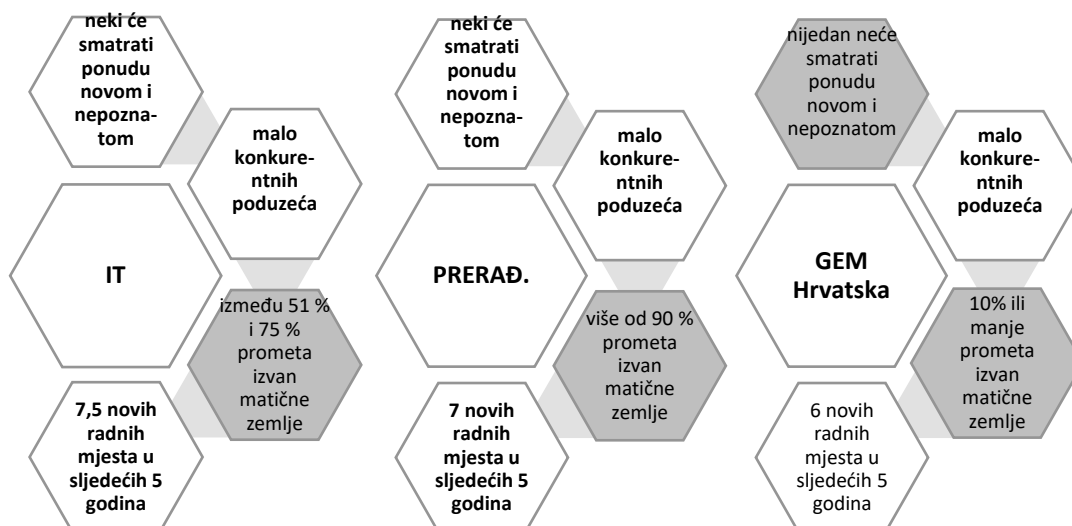 neki će
smatrati
ponudu
novom i
nepozna-
tom
malo
konkure-
ntnih
poduzeća
IT
između 51 %
i 75 %
prometa
izvan
matične
zemlje
7,5 novih
radnih
mjesta u
sljedećih 5
godina
neki će
smatrati
ponudu
novom i
nepozna-
tom
malo
konkure-
ntnih
poduzeća
PRERAĐ.
više od 90 %
prometa
izvan
matične
zemlje
7 novih
radnih
mjesta u
sljedećih 5
godina
nijedan neće
smatrati
ponudu
novom i
nepoznatom
malo
konkure-
ntnih
poduzeća
GEM
Hrvatska
10% ili
manje
prometa
izvan
matične
zemlje
6 novih
radnih
mjesta u
sljedećih 5
godina